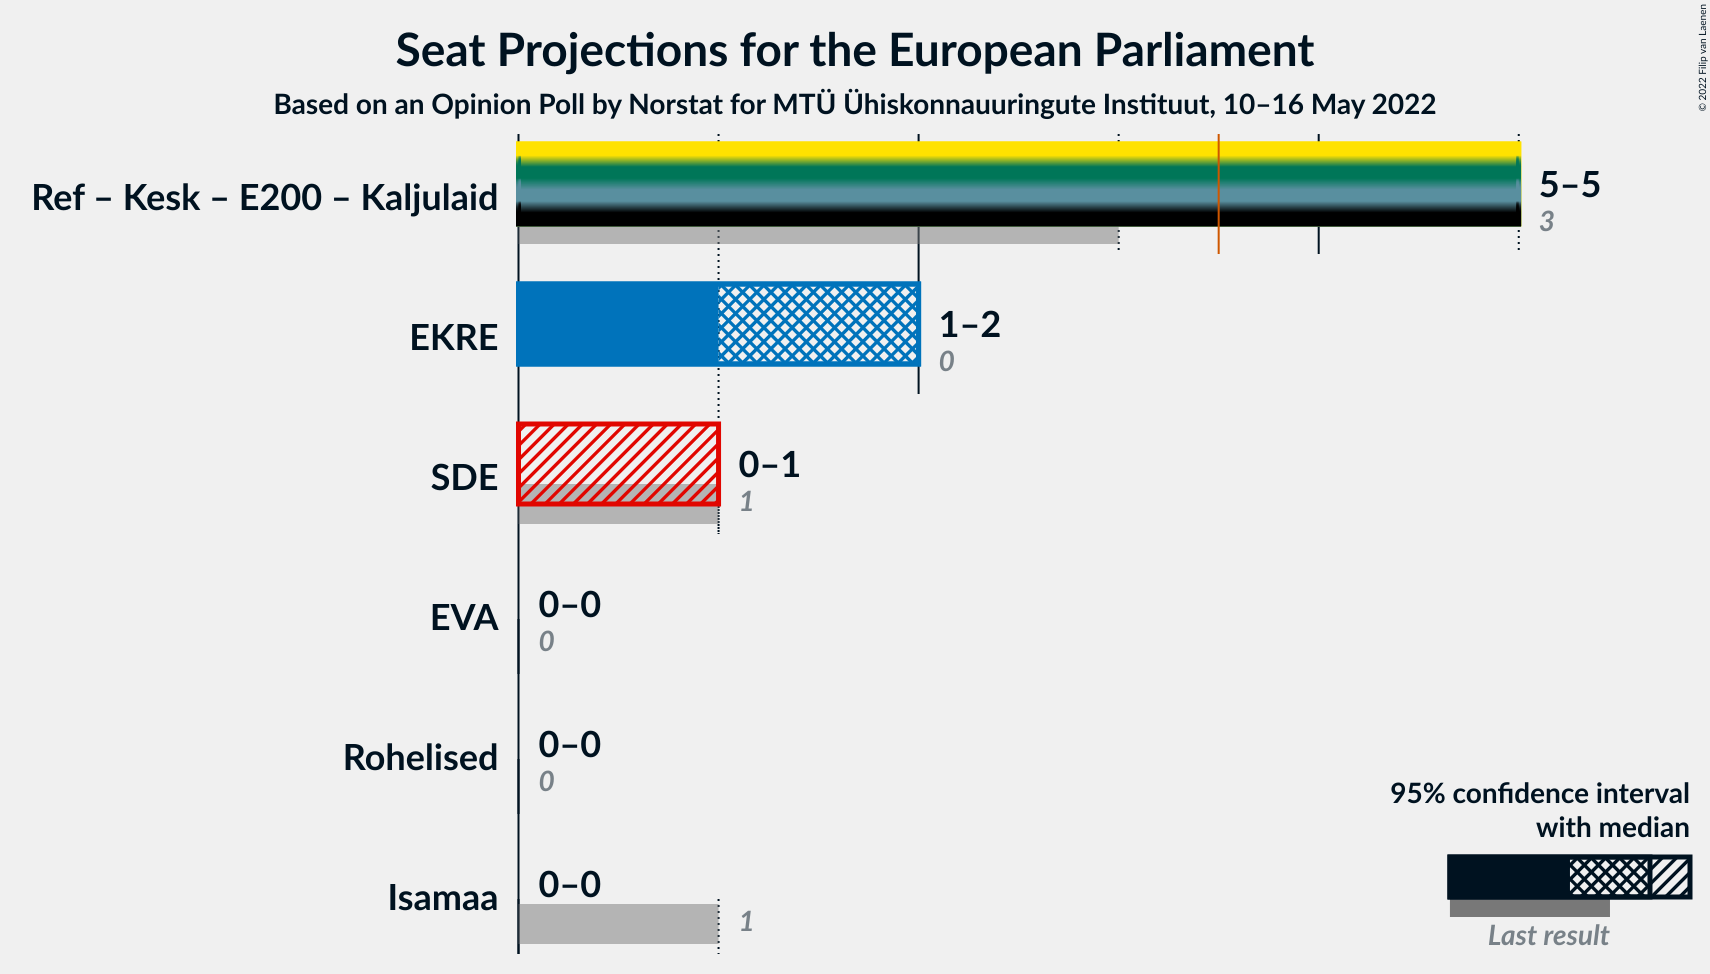 Seat Projections for the European Parliament
Based on an Opinion Poll by Norstat for MTÜ Ühiskonnauuringute Instituut, 10–16 May 2022
© 2022 Filip van Laenen
Ref – Kesk – E200 – Kaljulaid
5–5
3
EKRE
1–2
0
SDE
0–1
1
EVA
0–0
0
Rohelised
0–0
0
Isamaa
0–0
1
95% confidence interval
with median
Last result